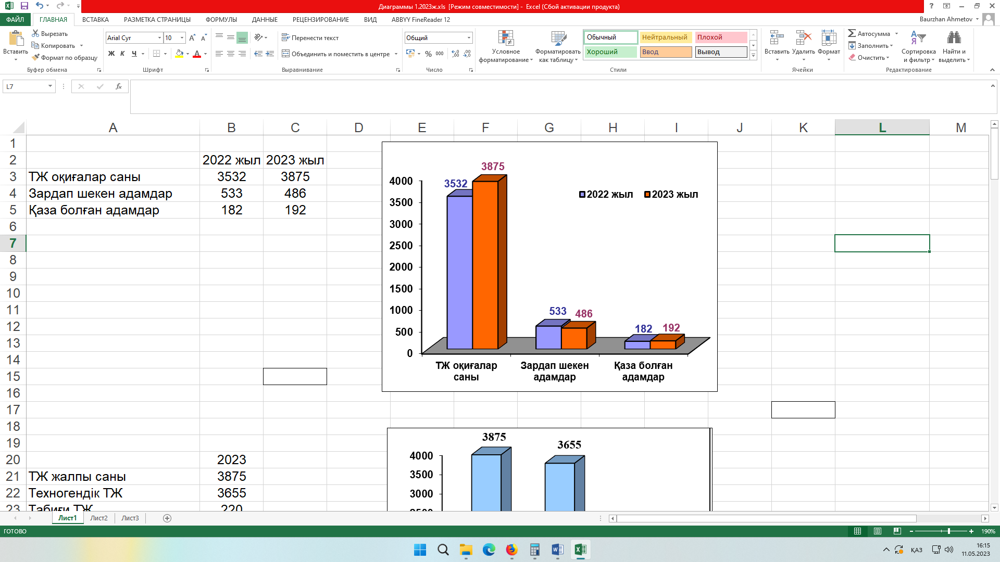 Диаграммы 1.2023ж.xls [Режим совместимости] - Excel (Сбой активации продукта)
ФАЙЛ ГЛАВНАЯ ВСТАВКА РАЗМЕТКА СТРАНИЦЫ ФОРМУЛЫ ДАННЫЕ РЕЦЕНЗИРОВАНИЕ ВИД ABBYY FineReader 12 Baurzhan Ahmetov
Вставить
Вырезать
Копировать
Формат по образцу
Буфер обмена
Arial Cyr 10
Ж К Ч
Шрифт
Перенести текст
Объединить и поместить в центре
Выравнивание
Общий
% 000
Число
Условное форматирование
Форматировать как таблицу
Обычный Нейтральный Плохой
Хороший Ввод Вывод
Стили
Вставить Удалить Формат
Ячейки
Автосумма
Заполнить
Очистить
Сортировка и фильтр
Найти и выделить
Редактирование
L7
fx
A B C D E F G H I J K L M
1
2 2022 жыл 2023 жыл
3 ТЖ оқиғалар саны 3532 3875
4 Зардап шекен адамдар 533 486
5 Қаза болған адамдар 182 192
6
7
8
9
10
11
12
13
14
15
16
17
18
19
20 2023
21 ТЖ жалпы саны 3875
22 Техногендік ТЖ 3655
23 Табиғи ТЖ 220
4000
3500
3000
2500
2000
1500
1000
500
0
3532 3875
533 486
182 192
2022 жыл 2023 жыл
ТЖ оқиғалар саны
Зардап шекен адамдар
Қаза болған адамдар
3875 3655
4000
3500
3000
2500
Лист1 Лист2 Лист3
ГОТОВО
190%
ҚАЗ
16:15
11.05.2023